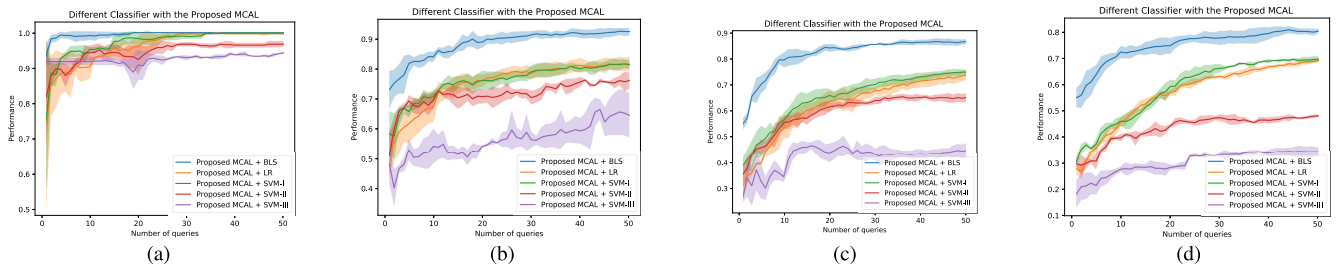 Different Classifier with the Proposed MCAL
1.0
0.9
0.8
0.7
0.6
0.5
Performance
0
10
20
30
40
50
Number of queries
Proposed MCAL + BLS
Proposed MCAL + LR
Proposed MCAL + SVM-I
Proposed MCAL + SVM-II
Proposed MCAL + SVM-III
(a)
Different Classifier with the Proposed MCAL
0.9
0.8
0.7
0.6
0.5
0.4
Performance
0
10
20
30
40
50
Number of queries
Proposed MCAL + BLS
Proposed MCAL + LR
Proposed MCAL + SVM-I
Proposed MCAL + SVM-II
Proposed MCAL + SVM-III
(b)
Different Classifier with the Proposed MCAL
0.9
0.8
0.7
0.6
0.5
0.4
0.3
0.2
Performance
0
10
20
30
40
50
Number of queries
Proposed MCAL + BLS
Proposed MCAL + LR
Proposed MCAL + SVM-I
Proposed MCAL + SVM-II
Proposed MCAL + SVM-III
(c)
Different Classifier with the Proposed MCAL
0.8
0.7
0.6
0.5
0.4
0.3
0.2
0.1
Performance
0
10
20
30
40
50
Number of queries
Proposed MCAL + BLS
Proposed MCAL + LR
Proposed MCAL + SVM-I
Proposed MCAL + SVM-II
Proposed MCAL + SVM-III
(d)